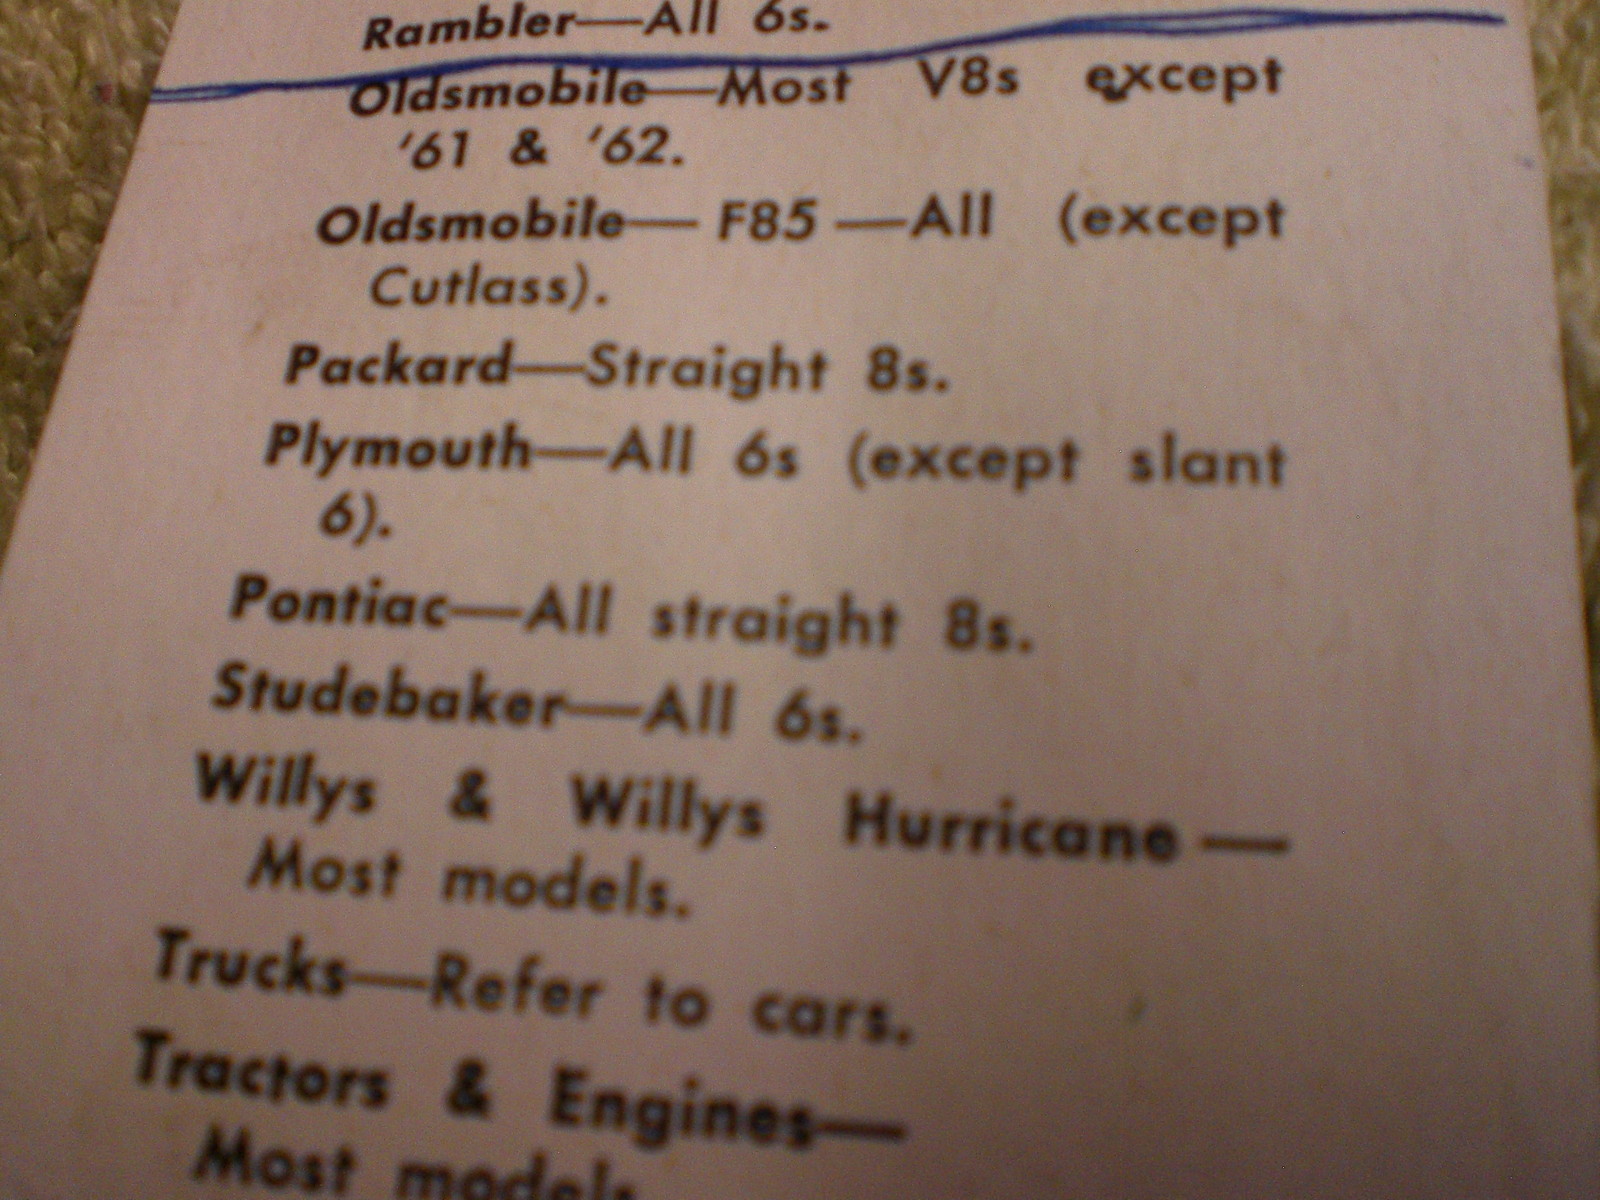 Rambler—All 6s.
Oldsmobile—Most V8s except
'61 & '62.
Oldsmobile— F85 —All (except
Cutlass).
Packard—Straight 8s.
Plymouth—All 6s (except slant
6).
Pontiac—All straight 8s.
Studebaker—All 6s.
Willys & Willys Hurricane —
Most models.
Trucks—Refer to cars.
Tractors & Engines—
Most models.